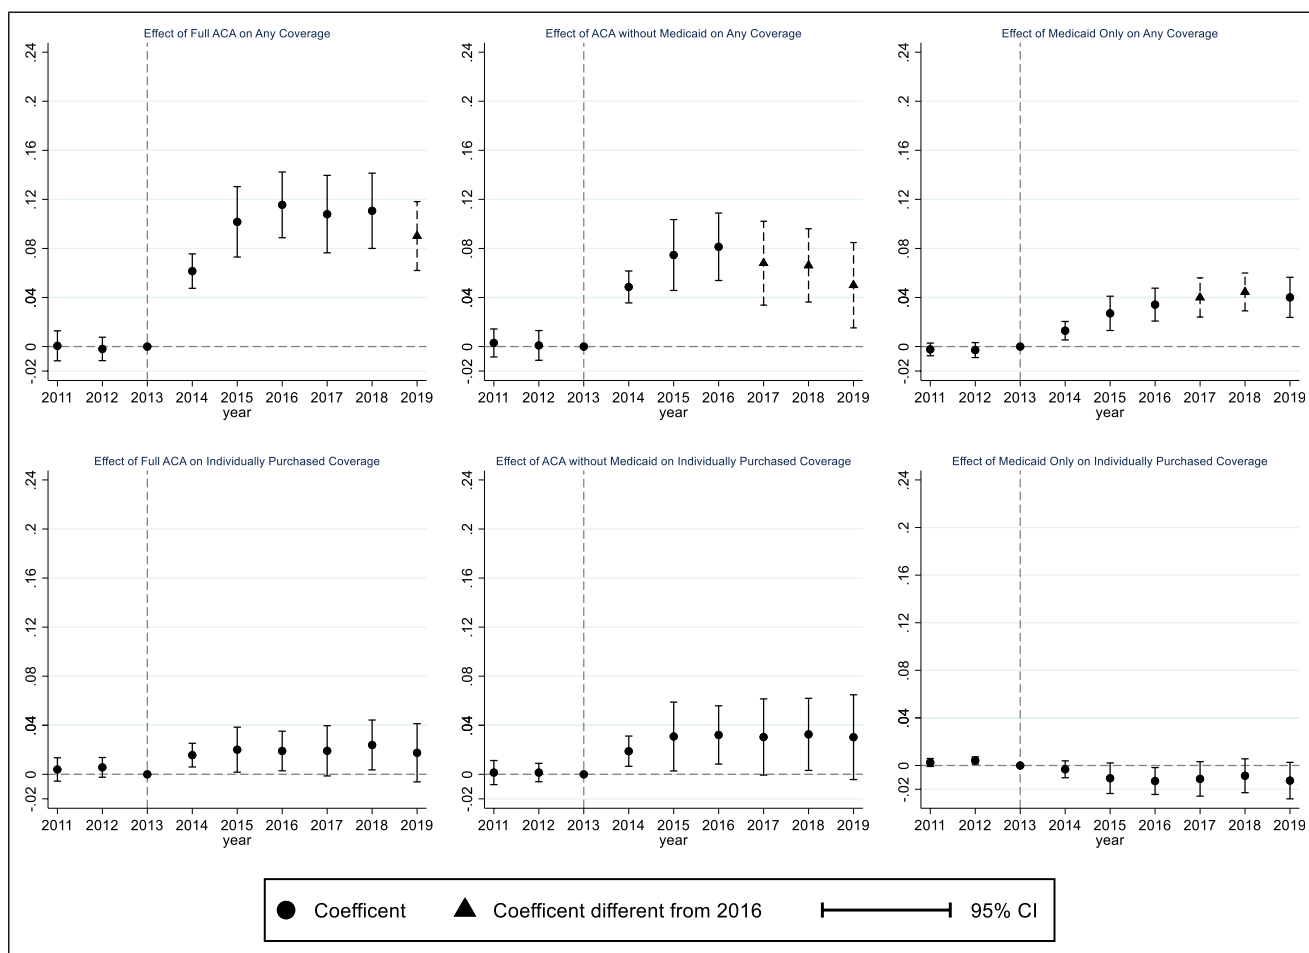 Effect of Full ACA on Any Coverage
.24
.2
.16
.12
.08
.04
0
-.02
2011 2012 2013 2014 2015 2016 2017 2018 2019
year
Effect of ACA without Medicaid on Any Coverage
.24
.2
.16
.12
.08
.04
0
-.02
2011 2012 2013 2014 2015 2016 2017 2018 2019
year
Effect of Medicaid Only on Any Coverage
.24
.2
.16
.12
.08
.04
0
-.02
2011 2012 2013 2014 2015 2016 2017 2018 2019
year
Effect of Full ACA on Individually Purchased Coverage
.24
.2
.16
.12
.08
.04
0
-.02
2011 2012 2013 2014 2015 2016 2017 2018 2019
year
Effect of ACA without Medicaid on Individually Purchased Coverage
.24
.2
.16
.12
.08
.04
0
-.02
2011 2012 2013 2014 2015 2016 2017 2018 2019
year
Effect of Medicaid Only on Individually Purchased Coverage
.24
.2
.16
.12
.08
.04
0
-.02
2011 2012 2013 2014 2015 2016 2017 2018 2019
year
Coefficent
Coefficent different from 2016
95% CI